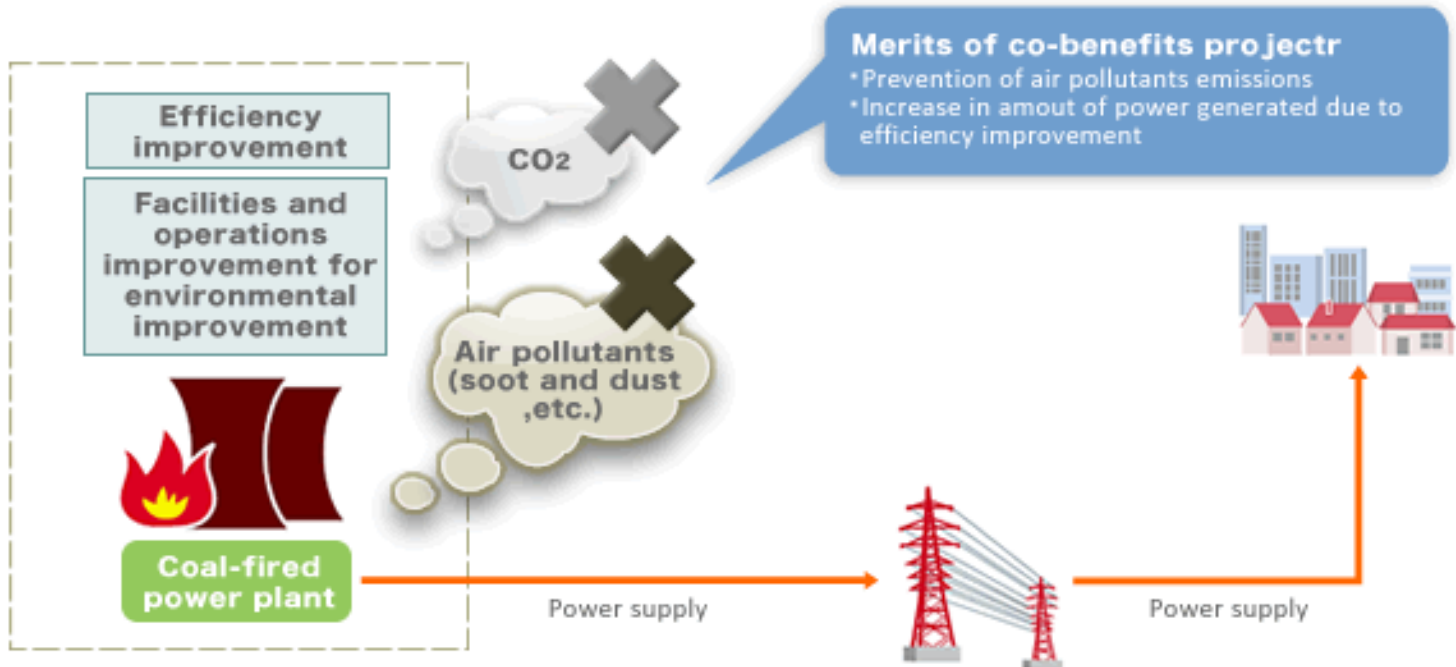 Merits of co-benefits projectr
•Prevention of air pollutants emissions
•Increase in amout of power generated due to
efficiency improvement
Efficiency
improvement
CO2
Facilities and
operations
improvement for
environmental
improvement
Air pollutants
(soot and dust
,etc.)
Coal-fired
power plant
Power supply
Power supply